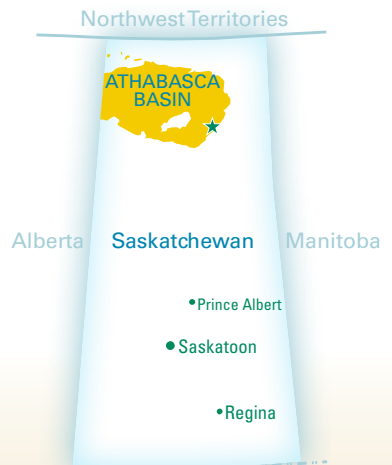 Northwest Territories
ATHABASCA
BASIN
Alberta
Saskatchewan
Manitoba
Prince Albert
Saskatoon
Regina